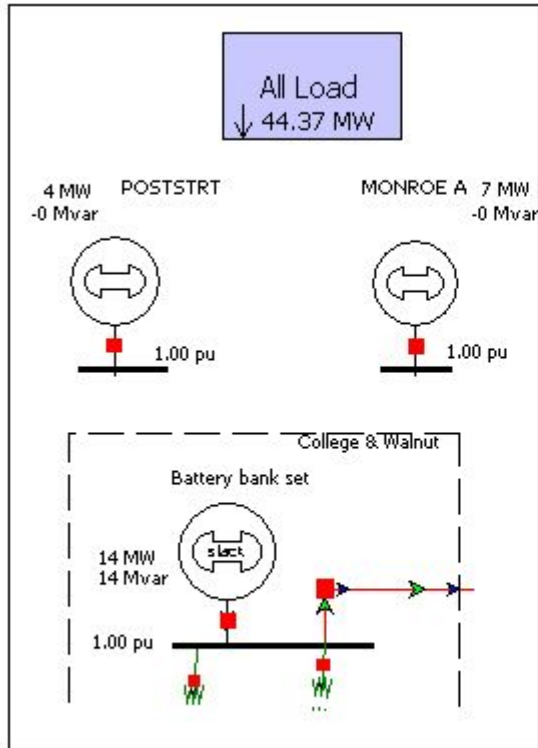 All Load
44.37 MW
4 MW POSTSTRT MONROE A 7 MW
-0 Mvar -0 Mvar
1.00 pu 1.00 pu
College & Walnut
Battery bank set
slack
14 MW
14 Mvar
1.00 pu